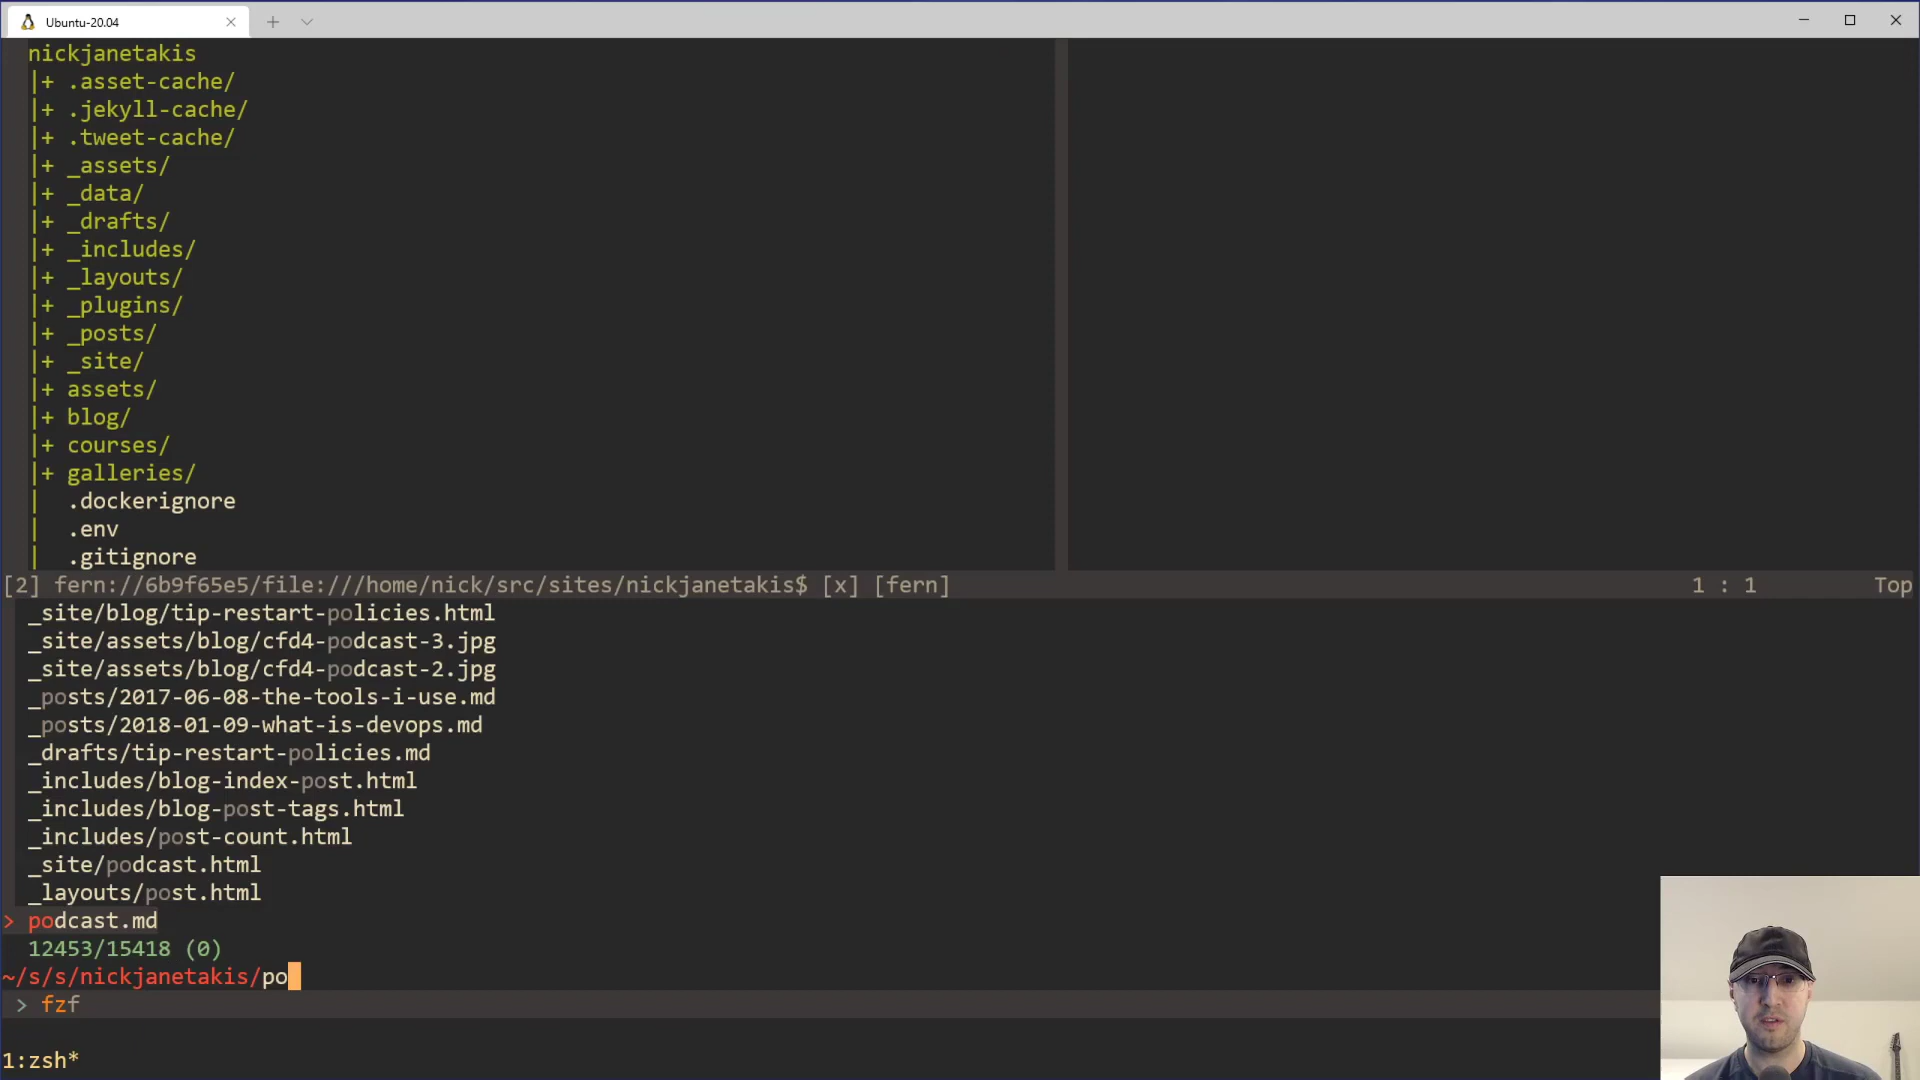 Ubuntu-20.04
nickjanetakis
|+ .asset-cache/
|+ .jekyll-cache/
|+ .tweet-cache/
|+ _assets/
|+ _data/
|+ _drafts/
|+ _includes/
|+ _layouts/
|+ _plugins/
|+ _posts/
|+ _site/
|+ assets/
|+ blog/
|+ courses/
|+ galleries/
|  .dockerignore
|  .env
|  .gitignore
[2] fern://6b9f65e5/file:///home/nick/src/sites/nickjanetakis$ [x] [fern] 1 : 1 Top
_site/blog/tip-restart-policies.html
_site/assets/blog/cfd4-podcast-3.jpg
_site/assets/blog/cfd4-podcast-2.jpg
_posts/2017-06-08-the-tools-i-use.md
_posts/2018-01-09-what-is-devops.md
_drafts/tip-restart-policies.md
_includes/blog-index-post.html
_includes/blog-post-tags.html
_includes/post-count.html
_site/podcast.html
_layouts/post.html
> podcast.md
12453/15418 (0)
~/s/s/nickjanetakis/po
> fzf
1:zsh*